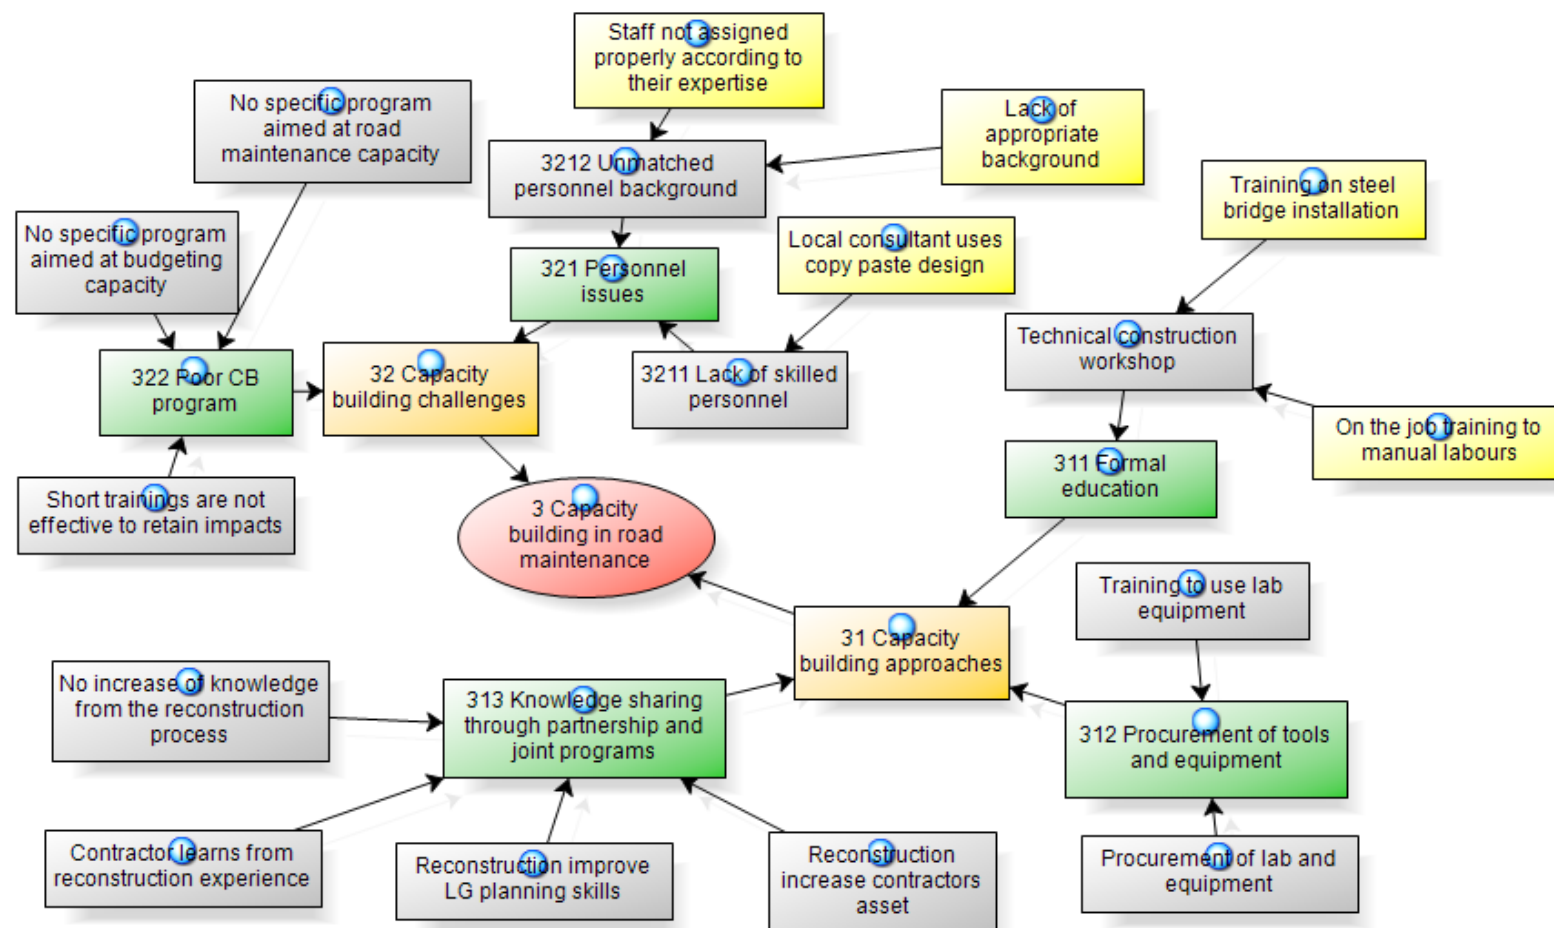 Staff not assigned
properly according to
their expertise
No specific program
aimed at road
maintenance capacity
Lack of
appropriate
background
3212 Unmatched
personnel background
Training on steel
bridge installation
No specific program
aimed at budgeting
capacity
Local consultant uses
copy paste design
321 Personnel
issues
Technical construction
workshop
322 Poor CB
program
32 Capacity
building challenges
3211 Lack of skilled
personnel
On the job training to
manual labours
311 Formal
education
Short trainings are not
effective to retain impacts
3 Capacity
building in road
maintenance
Training to use lab
equipment
31 Capacity
building approaches
No increase of knowledge
from the reconstruction
process
313 Knowledge sharing
through partnership and
joint programs
312 Procurement of tools
and equipment
Contractor learns from
reconstruction experience
Reconstruction improve
LG planning skills
Reconstruction
increase contractors
asset
Procurement of lab and
equipment